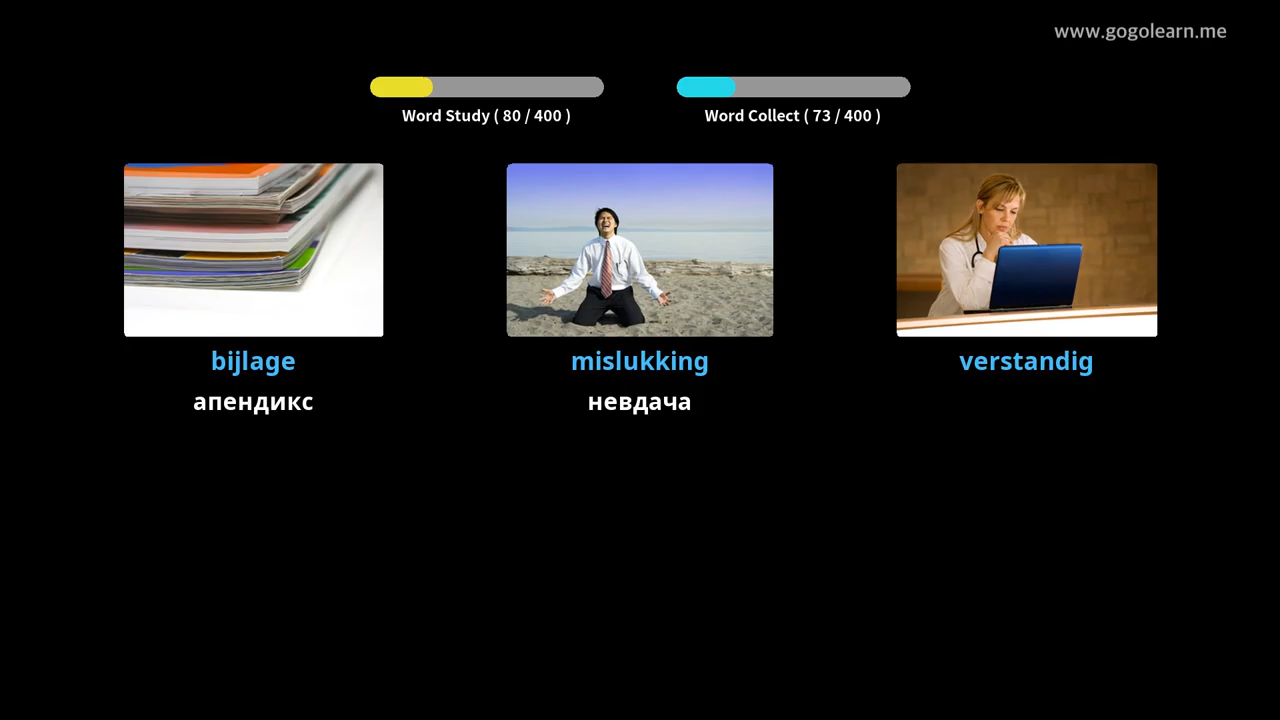 www.gogolearn.me
Word Study ( 80 / 400 )
Word Collect ( 73 / 400 )
bijlage
mislukking
verstandig
апендикс
невдача